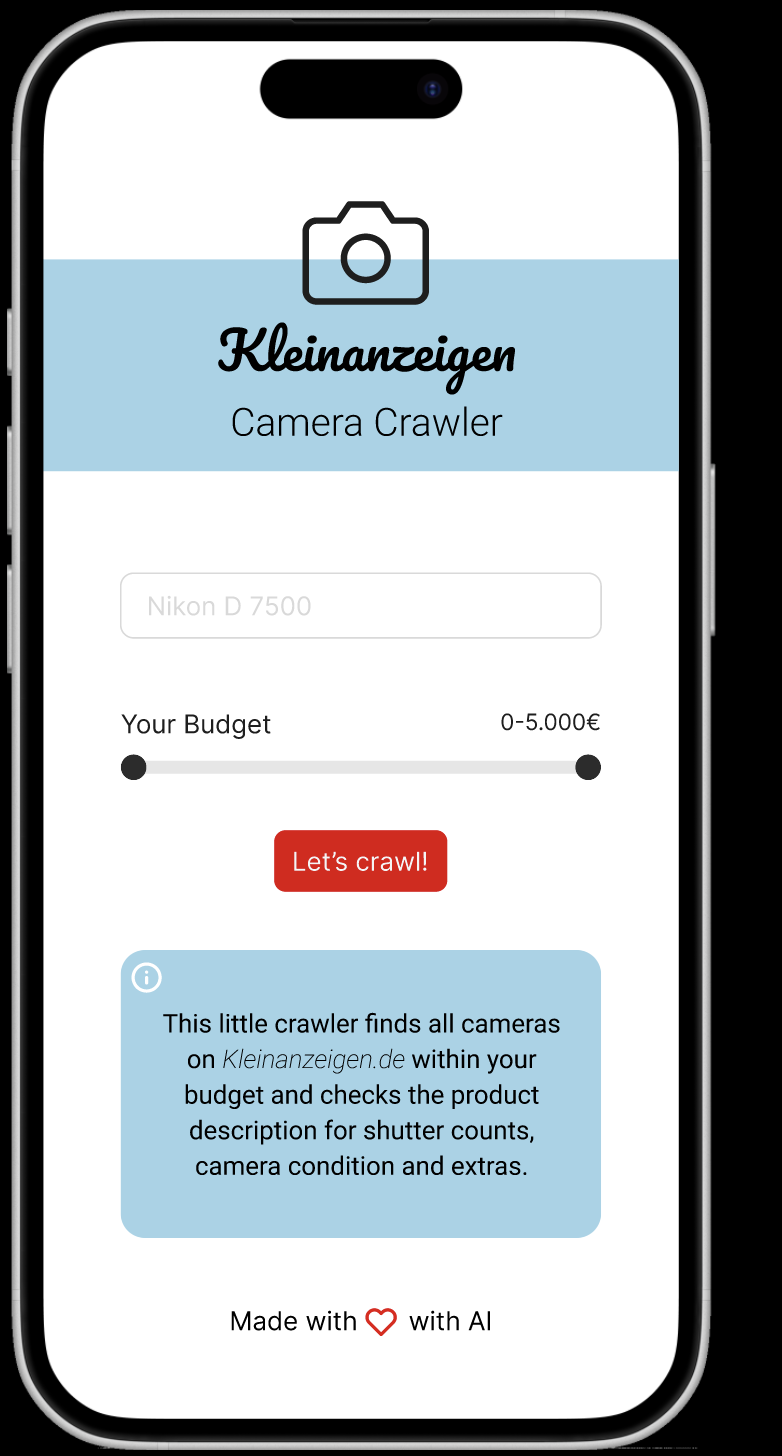 Kleinanzeigen
Camera Crawler
Nikon D 7500
Your Budget
0-5.000€
Let’s crawl!
This little crawler finds all cameras
on Kleinanzeigen.de within your
budget and checks the product
description for shutter counts,
camera condition and extras.
Made with with AI